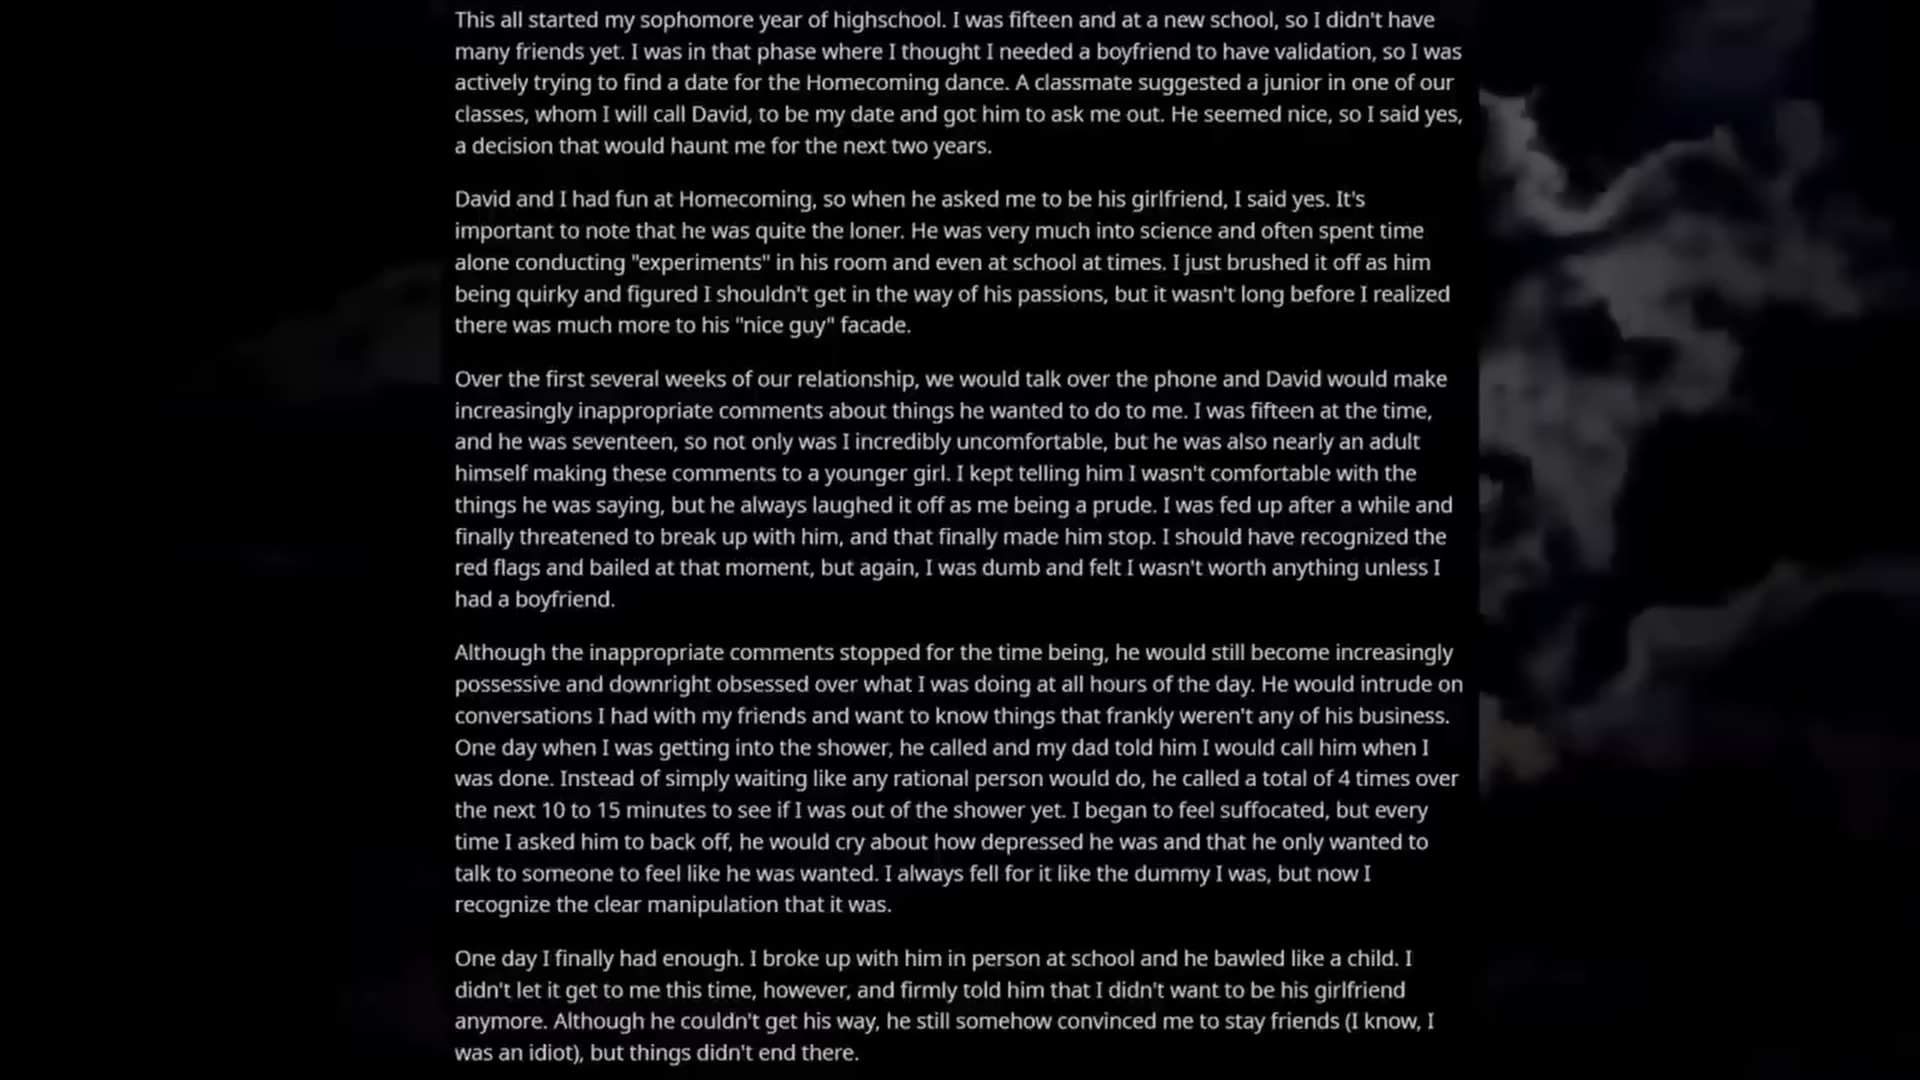 This all started my sophomore year of highschool. I was fifteen and at a new school, so I didn't have
many friends yet. I was in that phase where I thought I needed a boyfriend to have validation, so I was
actively trying to find a date for the Homecoming dance. A classmate suggested a junior in one of our
classes, whom I will call David, to be my date and got him to ask me out. He seemed nice, so I said yes,
a decision that would haunt me for the next two years.
David and I had fun at Homecoming, so when he asked me to be his girlfriend, I said yes. It's
important to note that he was quite the loner. He was very much into science and often spent time
alone conducting "experiments" in his room and even at school at times. I just brushed it off as him
being quirky and figured I shouldn't get in the way of his passions, but it wasn't long before I realized
there was much more to his "nice guy" facade.
Over the first several weeks of our relationship, we would talk over the phone and David would make
increasingly inappropriate comments about things he wanted to do to me. I was fifteen at the time,
and he was seventeen, so not only was I incredibly uncomfortable, but he was also nearly an adult
himself making these comments to a younger girl. I kept telling him I wasn't comfortable with the
things he was saying, but he always laughed it off as me being a prude. I was fed up after a while and
finally threatened to break up with him, and that finally made him stop. I should have recognized the
red flags and bailed at that moment, but again, I was dumb and felt I wasn't worth anything unless I
had a boyfriend.
Although the inappropriate comments stopped for the time being, he would still become increasingly
possessive and downright obsessed over what I was doing at all hours of the day. He would intrude on
conversations I had with my friends and want to know things that frankly weren't any of his business.
One day when I was getting into the shower, he called and my dad told him I would call him when I
was done. Instead of simply waiting like any rational person would do, he called a total of 4 times over
the next 10 to 15 minutes to see if I was out of the shower yet. I began to feel suffocated, but every
time I asked him to back off, he would cry about how depressed he was and that he only wanted to
talk to someone to feel like he was wanted. I always fell for it like the dummy I was, but now I
recognize the clear manipulation that it was.
One day I finally had enough. I broke up with him in person at school and he bawled like a child. I
didn't let it get to me this time, however, and firmly told him that I didn't want to be his girlfriend
anymore. Although he couldn't get his way, he still somehow convinced me to stay friends (I know, I
was an idiot), but things didn't end there.